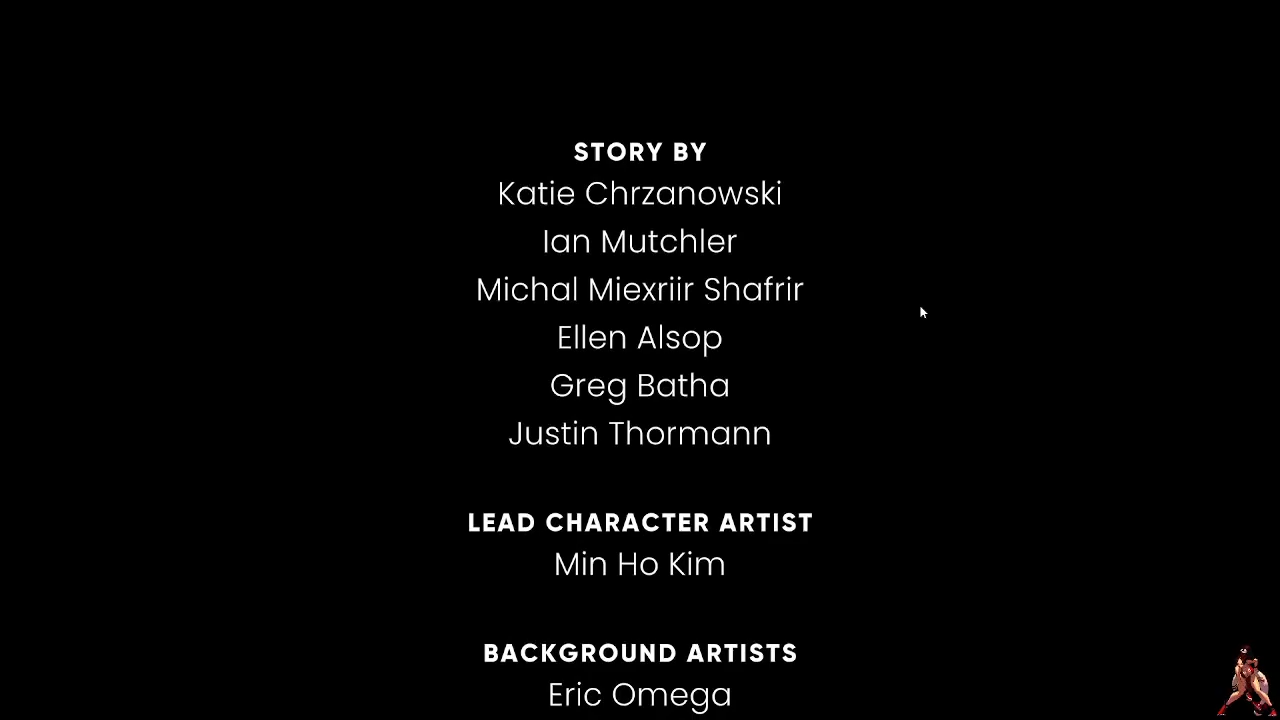 STORY BY
Katie Chrzanowski
Ian Mutchler
Michal Miexriir Shafrir
Ellen Alsop
Greg Batha
Justin Thormann
LEAD CHARACTER ARTIST
Min Ho Kim
BACKGROUND ARTISTS
Eric Omega